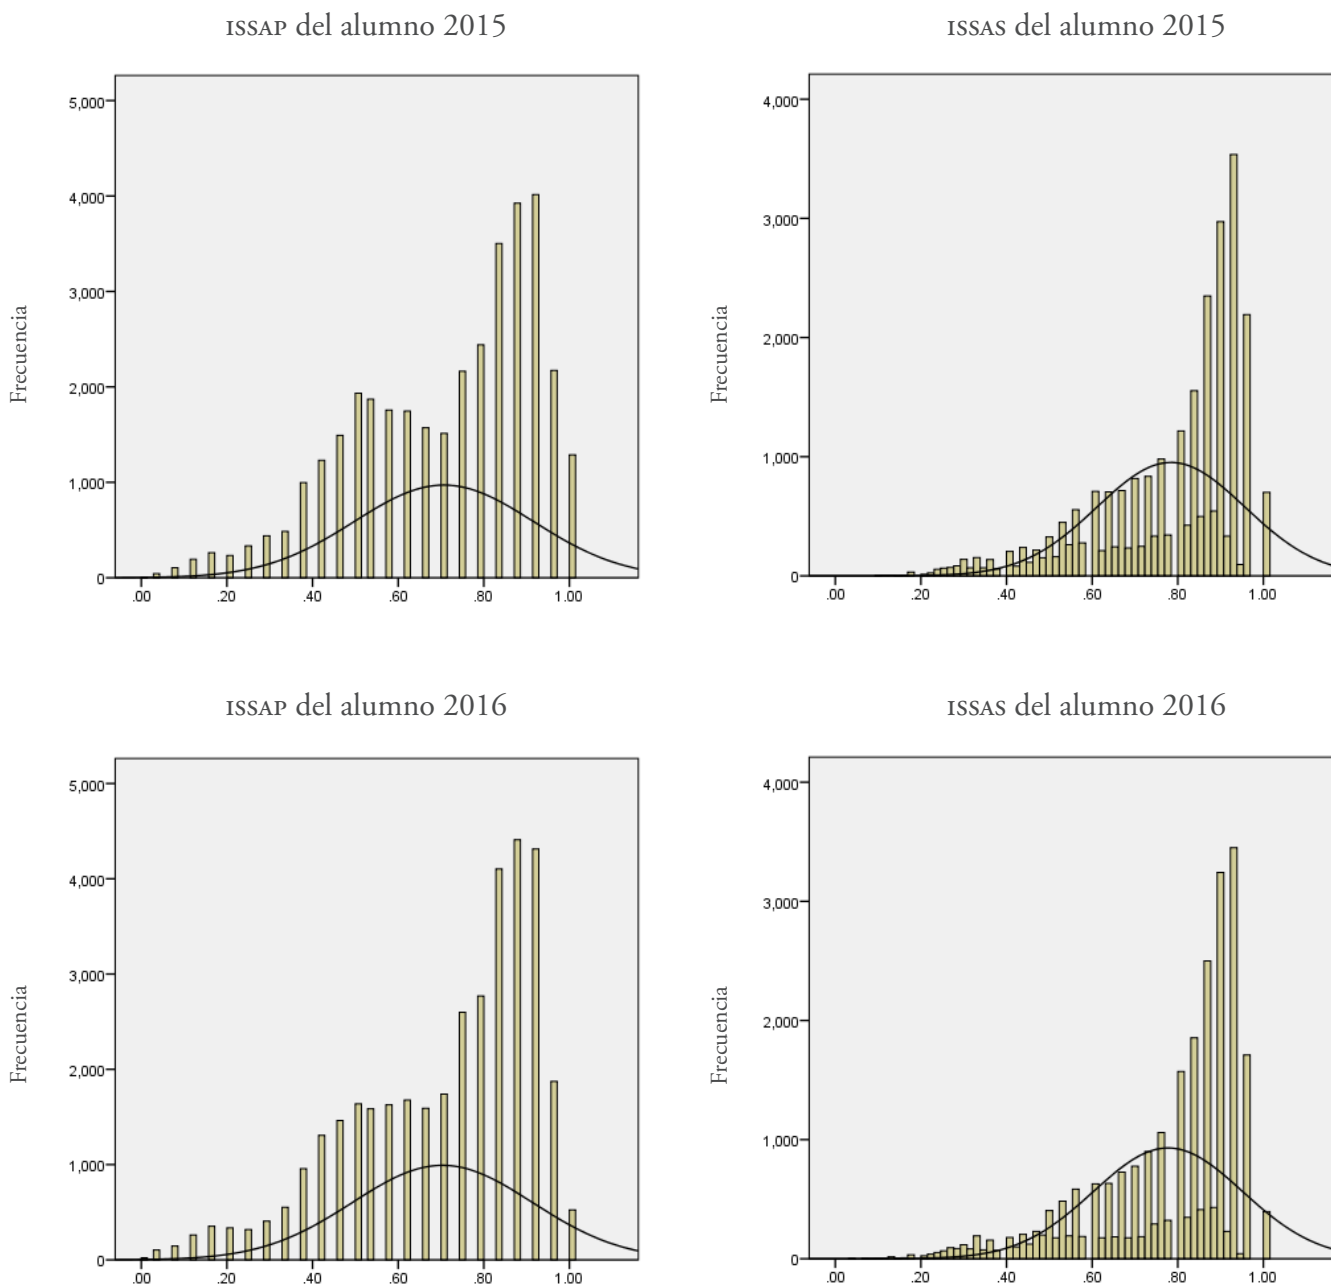 ISSAP del alumno 2015
5,000
4,000
3,000
2,000
1,000
0
Frecuencia
.00 .20 .40 .60 .80 1.00
ISSAS del alumno 2015
4,000
3,000
2,000
1,000
0
Frecuencia
.00 .20 .40 .60 .80 1.00
ISSAP del alumno 2016
5,000
4,000
3,000
2,000
1,000
0
Frecuencia
.00 .20 .40 .60 .80 1.00
ISSAS del alumno 2016
4,000
3,000
2,000
1,000
0
Frecuencia
.00 .20 .40 .60 .80 1.00